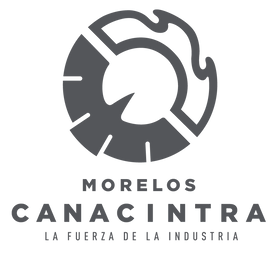 MORELOS
CANACINTRA
LA FUERZA DE LA INDUSTRIA